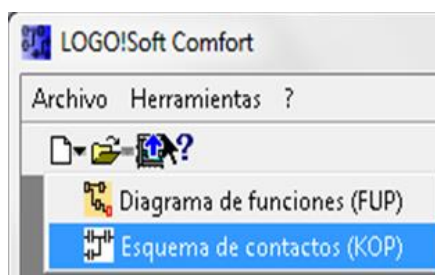 LOGO!Soft Comfort
Archivo Herramientas ?
?
Diagrama de funciones (FUP)
Esquema de contactos (KOP)